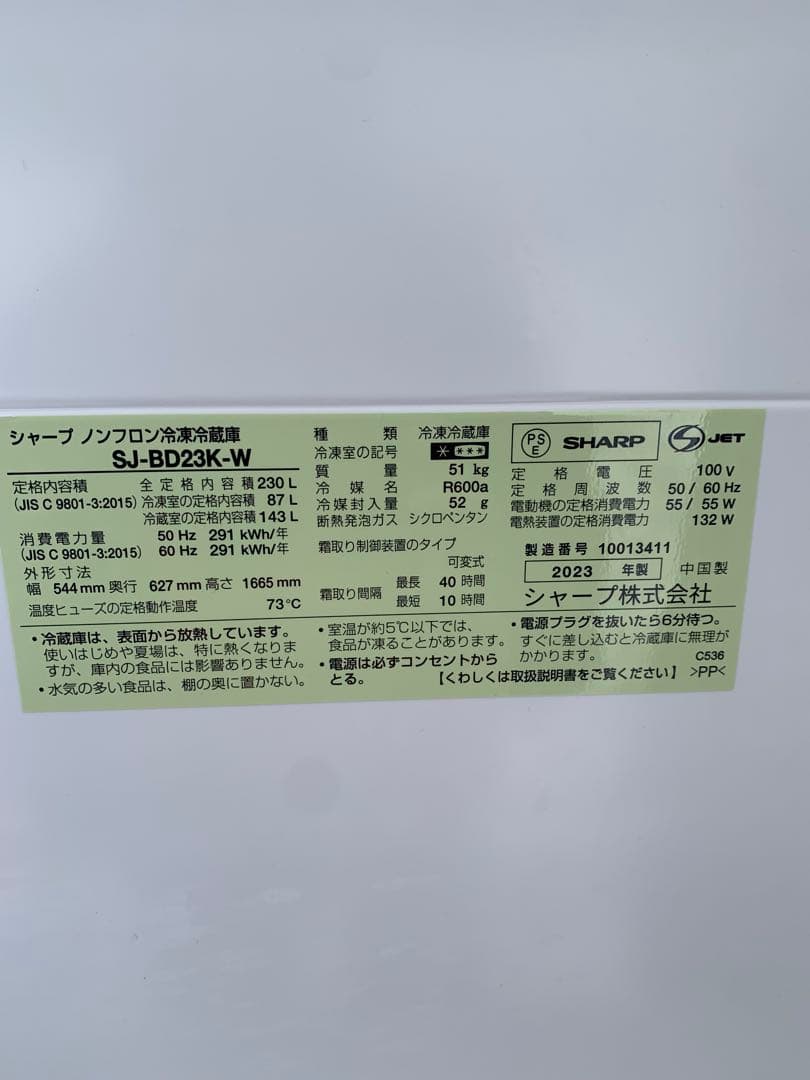 シャープ ノンフロン冷凍冷蔵庫
SJ-BD23K-W
定格内容積 全定格内容積 230 L
(JIS C 9801-3:2015) 冷凍室の定格内容積 87 L
冷蔵室の定格内容積 143 L
消費電力量 50 Hz 291 kWh/年
(JIS C 9801-3:2015) 60 Hz 291 kWh/年
外形寸法
幅 544 mm 奥行 627 mm 高さ 1665 mm
温度ヒューズの定格動作温度 73℃
種類 冷凍冷蔵庫
冷凍室の記号 * ***
質量 51 kg
冷媒名 R600a
冷媒封入量 52 g
断熱発泡ガス シクロペンタン
霜取り制御装置のタイプ
可変式
霜取り間隔 最長 40 時間
最短 10 時間
PS E SHARP S JET
定格電圧 100 V
定格周波数 50 / 60 Hz
電動機の定格消費電力 55 / 55 W
電熱装置の定格消費電力 132 W
製造番号 10013411
2023 年製 中国製
シャープ株式会社
・冷蔵庫は、表面から放熱しています。
使いはじめや夏場は、特に熱くなりま
すが、庫内の食品には影響ありません。
・水気の多い食品は、棚の奥に置かない。
・室温が約5℃以下では、
食品が凍ることがあります。
・電源は必ずコンセントから
とる。
・電源プラグを抜いたら6分待つ。
すぐに差し込むと冷蔵庫に無理が
かかります。 C536
【くわしくは取扱説明書をご覧ください】 >PP<